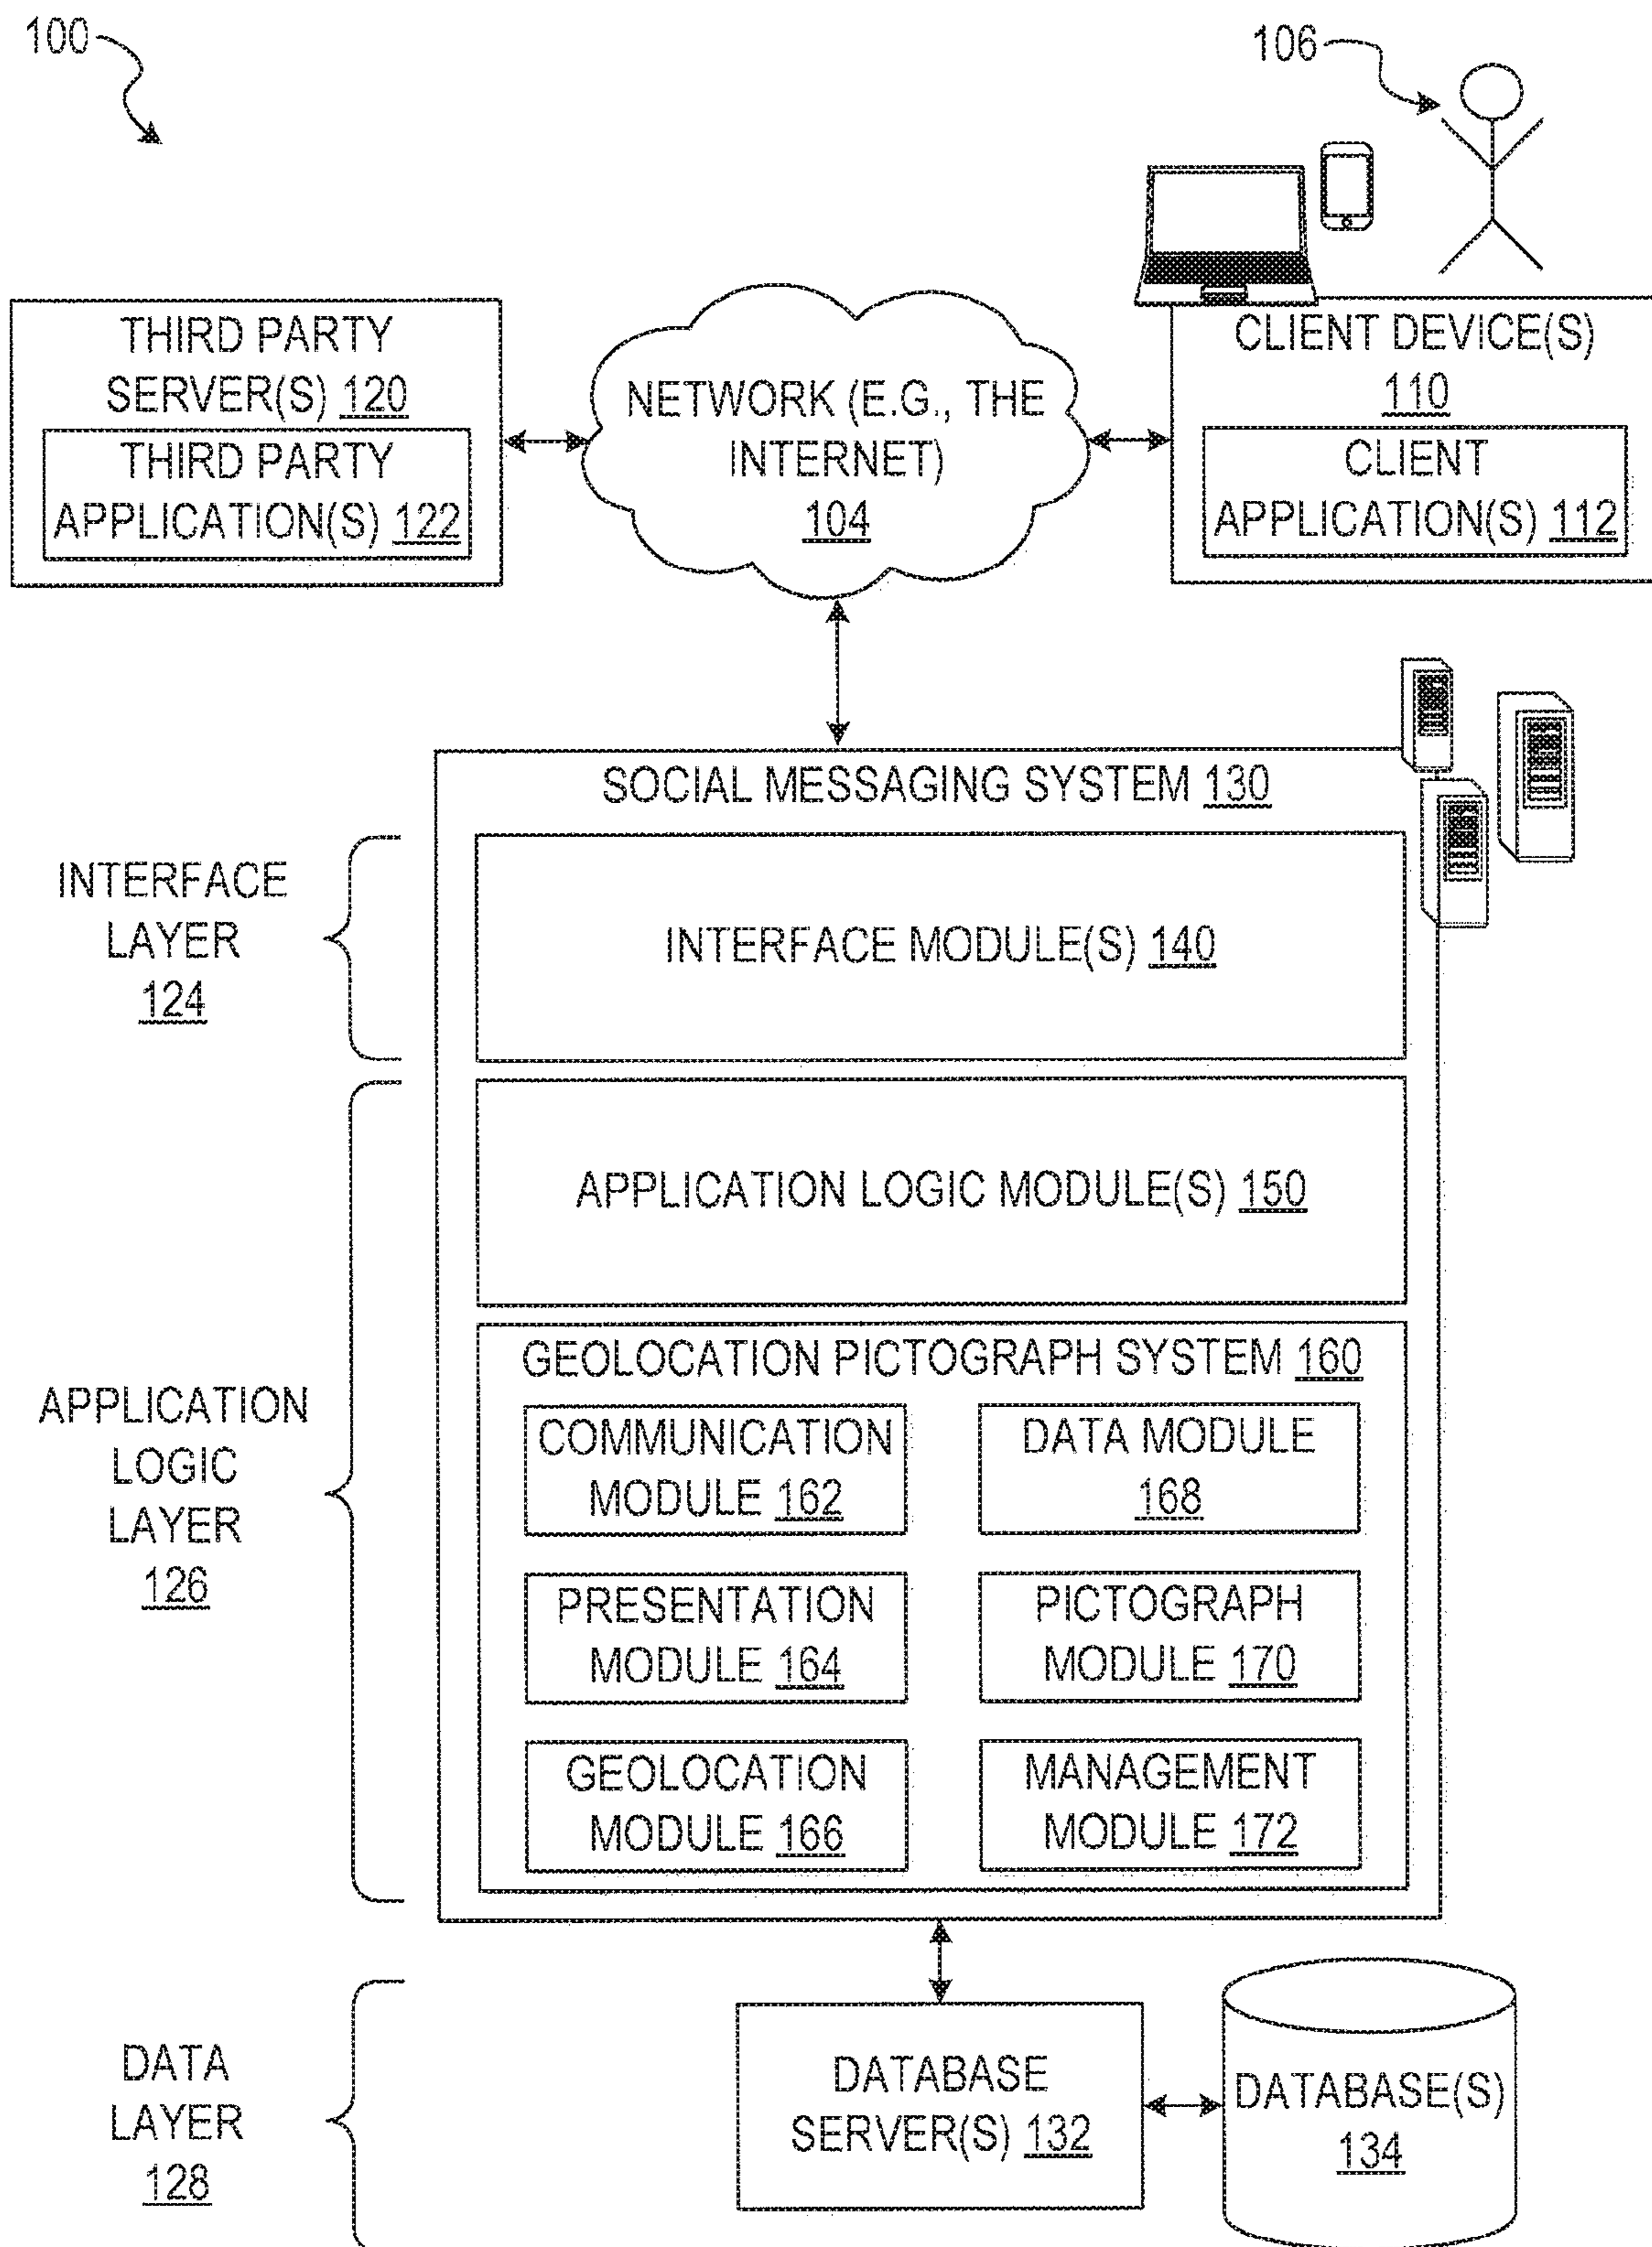 100
106
THIRD PARTY
SERVER(S) 120
THIRD PARTY
APPLICATION(S) 122
NETWORK (E.G., THE
INTERNET)
104
CLIENT DEVICE(S)
110
CLIENT
APPLICATION(S) 112
SOCIAL MESSAGING SYSTEM 130
INTERFACE
LAYER
124
INTERFACE MODULE(S) 140
APPLICATION LOGIC MODULE(S) 150
APPLICATION
LOGIC
LAYER
126
GEOLOCATION PICTOGRAPH SYSTEM 160
COMMUNICATION
MODULE 162
DATA MODULE
168
PRESENTATION
MODULE 164
PICTOGRAPH
MODULE 170
GEOLOCATION
MODULE 166
MANAGEMENT
MODULE 172
DATA
LAYER
128
DATABASE
SERVER(S) 132
DATABASE(S)
134